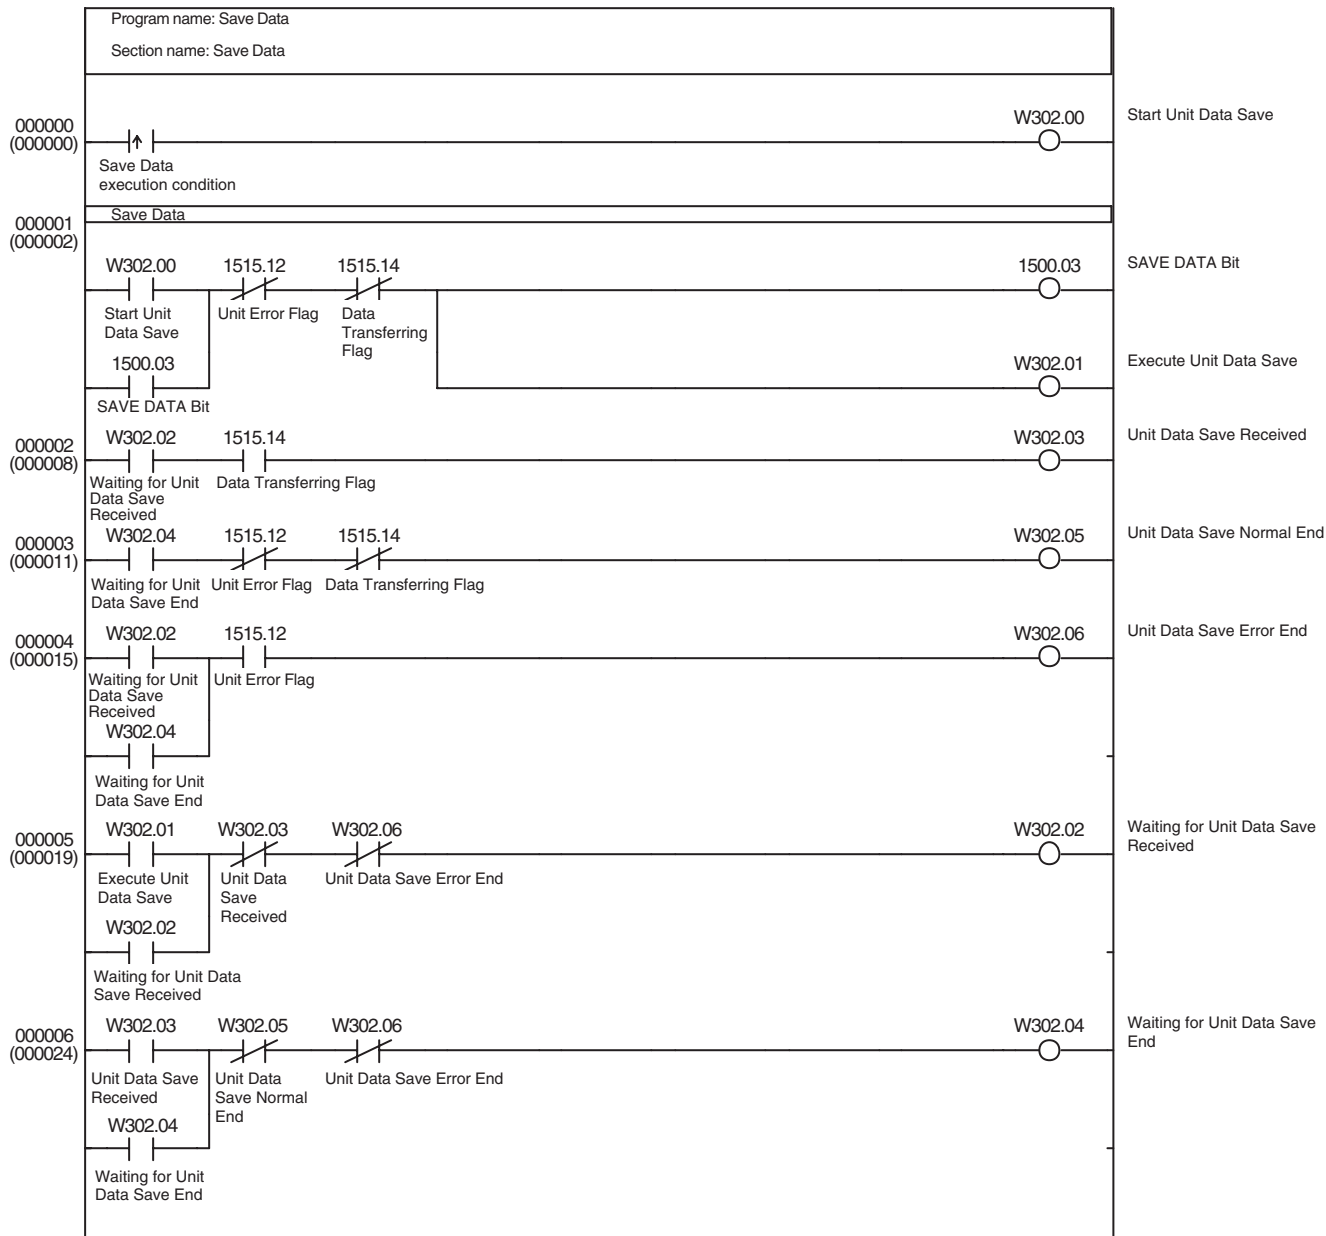 Program name: Save Data
Section name: Save Data
000000
(000000)
W302.00
Start Unit Data Save
Save Data
execution condition
000001
(000002)
Save Data
W302.00
1515.12
1515.14
1500.03
SAVE DATA Bit
Start Unit
Data Save
Unit Error Flag
Data
Transferring
Flag
1500.03
W302.01
Execute Unit Data Save
SAVE DATA Bit
000002
(000008)
W302.02
1515.14
W302.03
Unit Data Save Received
Waiting for Unit
Data Save
Received
Data Transferring Flag
000003
(000011)
W302.04
1515.12
1515.14
W302.05
Unit Data Save Normal End
Waiting for Unit
Data Save End
Unit Error Flag
Data Transferring Flag
000004
(000015)
W302.02
1515.12
W302.06
Unit Data Save Error End
Waiting for Unit
Data Save
Received
Unit Error Flag
W302.04
Waiting for Unit
Data Save End
000005
(000019)
W302.01
W302.03
W302.06
W302.02
Waiting for Unit Data Save
Received
Execute Unit
Data Save
Unit Data
Save
Received
Unit Data Save Error End
W302.02
Waiting for Unit Data
Save Received
000006
(000024)
W302.03
W302.05
W302.06
W302.04
Waiting for Unit Data Save
End
Unit Data Save
Received
Unit Data
Save Normal
End
Unit Data Save Error End
W302.04
Waiting for Unit
Data Save End